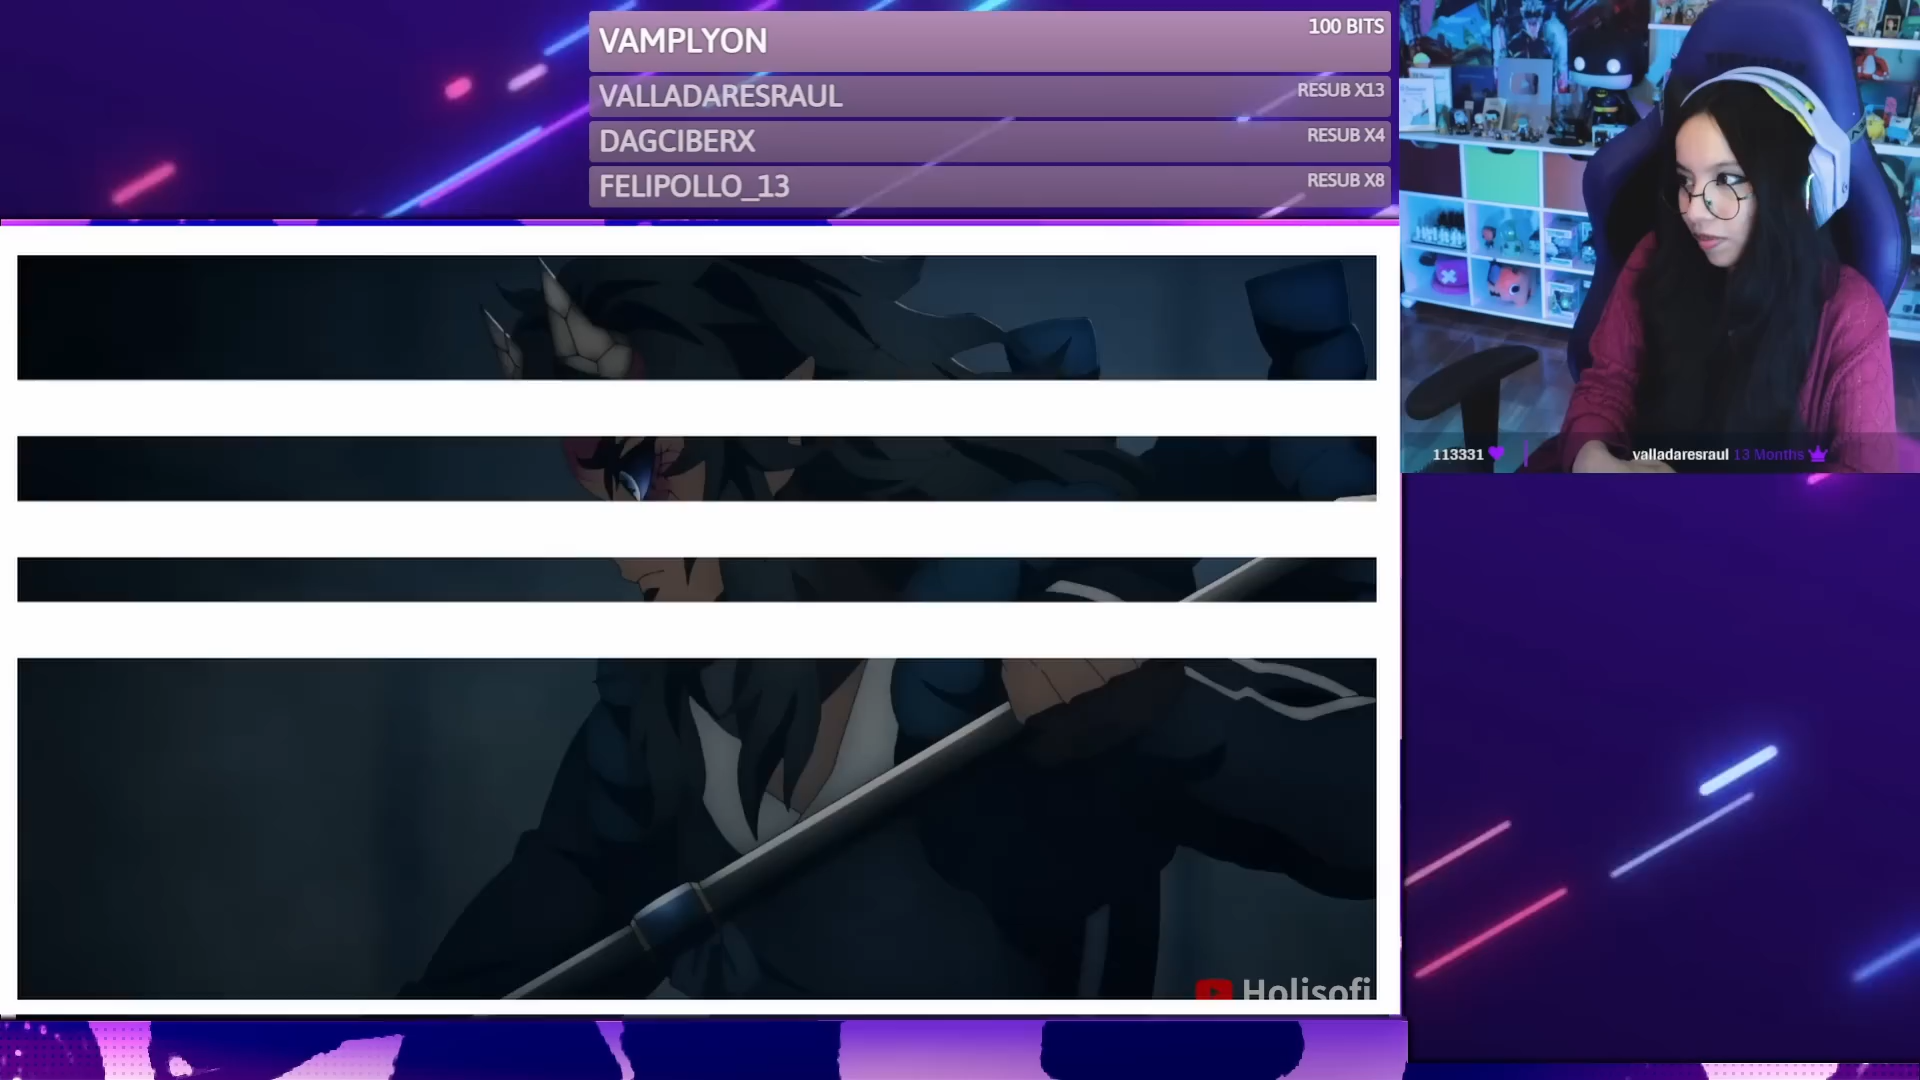 VAMPLYON 100 BITS
VALLADARESRAUL RESUB X13
DAGCIBERX RESUB X4
FELIPOLLO_13 RESUB X8
113331 valladaresraul 13 Months
Holisofi